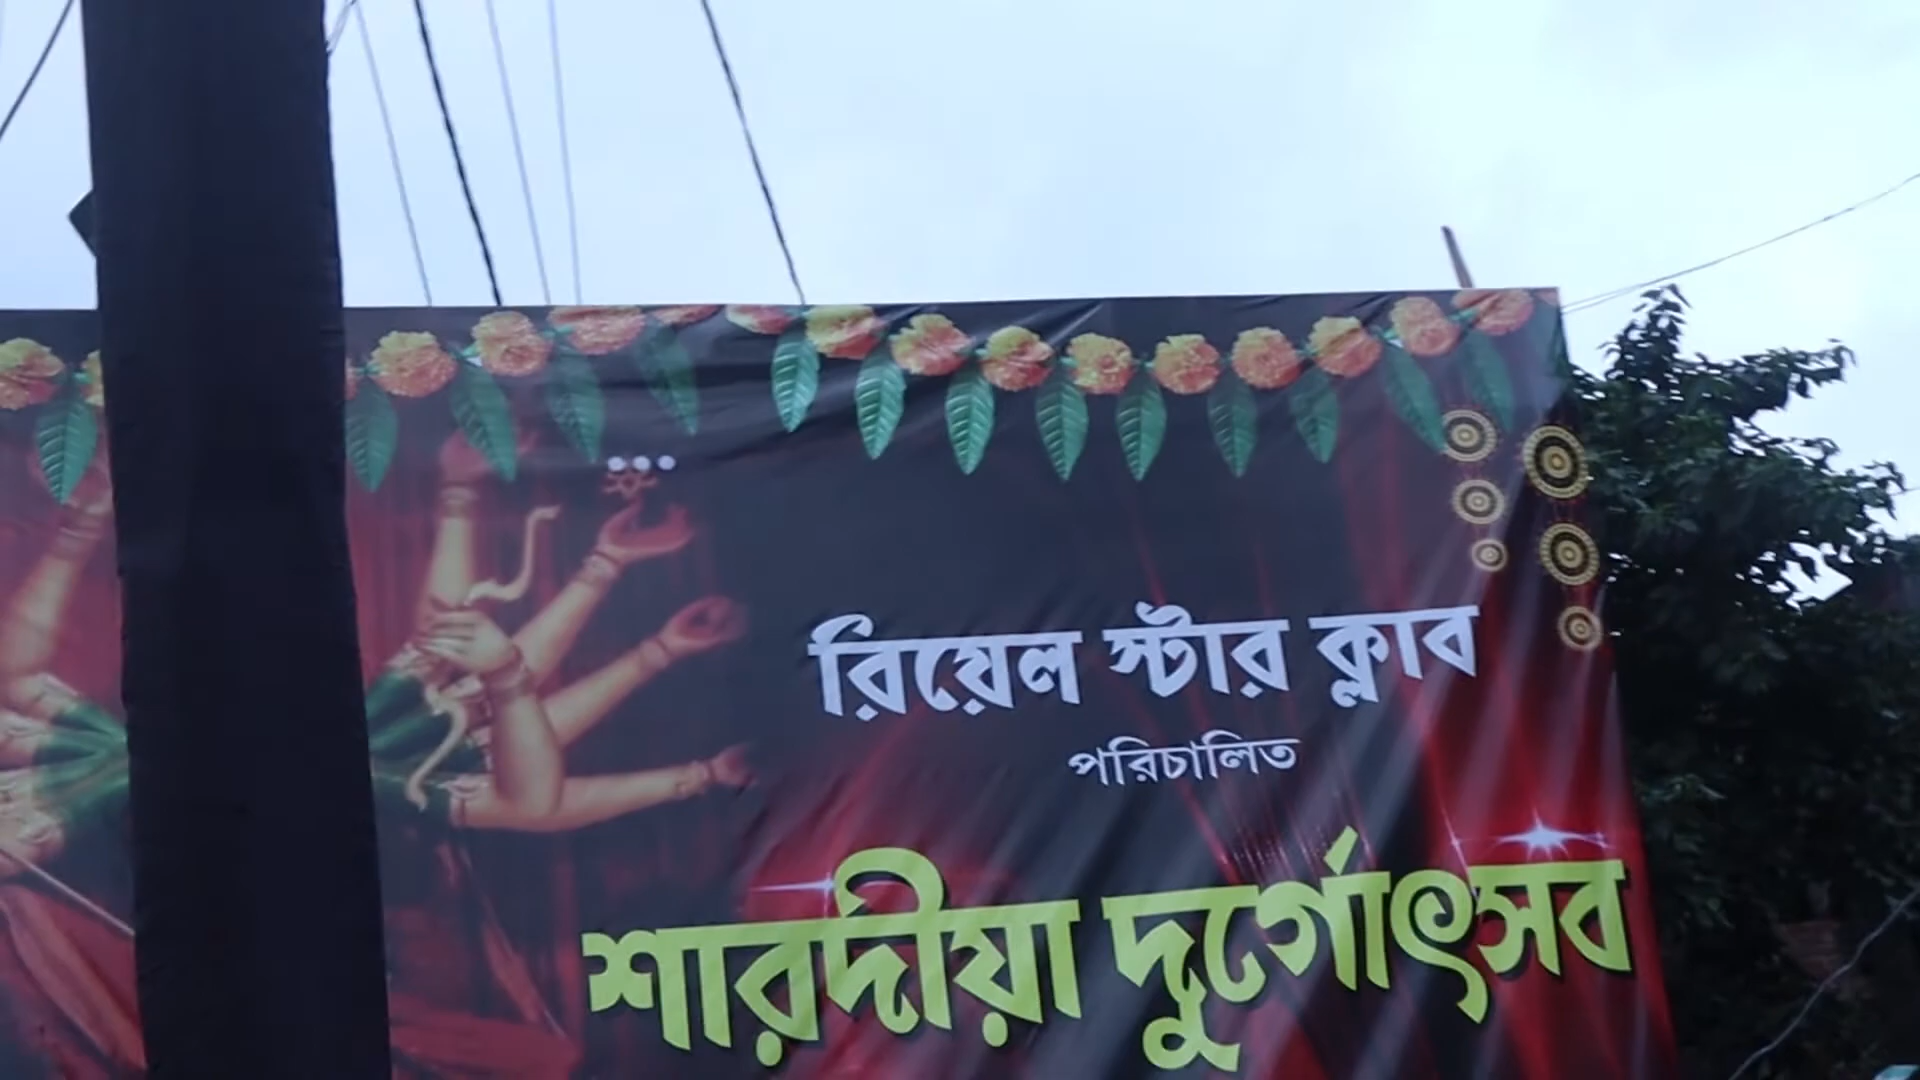 রিয়েল স্টার ক্লাব
পরিচালিত
শারদীয়া দুর্গোৎসব